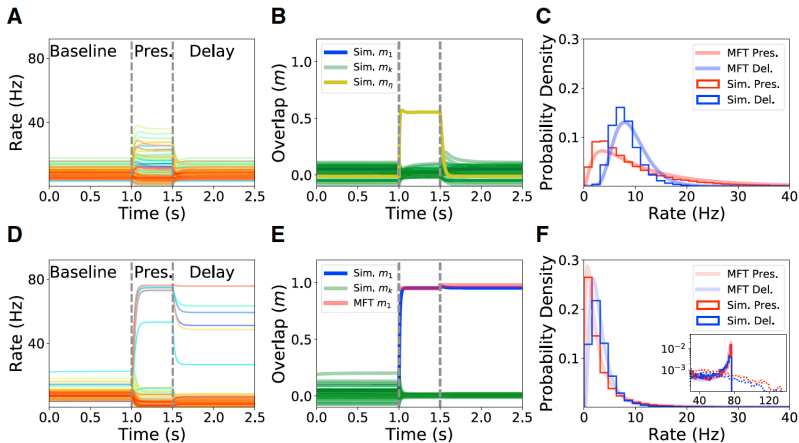 A
Baseline
Pres.
Delay
80
40
Rate (Hz)
0.0 0.5 1.0 1.5 2.0 2.5
Time (s)
B
Sim. m₁
Sim. mₖ
Sim. m_η
1.0
0.5
0.0
Overlap (m)
0.0 0.5 1.0 1.5 2.0 2.5
Time (s)
C
MFT Pres.
MFT Del.
Sim. Pres.
Sim. Del.
0.3
0.2
0.1
Probability Density
0 10 20 30 40
Rate (Hz)
D
Baseline
Pres.
Delay
80
40
Rate (Hz)
0.0 0.5 1.0 1.5 2.0 2.5
Time (s)
E
Sim. m₁
Sim. mₖ
MFT m₁
1.0
0.5
0.0
Overlap (m)
0.0 0.5 1.0 1.5 2.0 2.5
Time (s)
F
MFT Pres.
MFT Del.
Sim. Pres.
Sim. Del.
0.3
0.2
0.1
Probability Density
10⁻²
10⁻³
40 80 120
0 10 20 30 40
Rate (Hz)